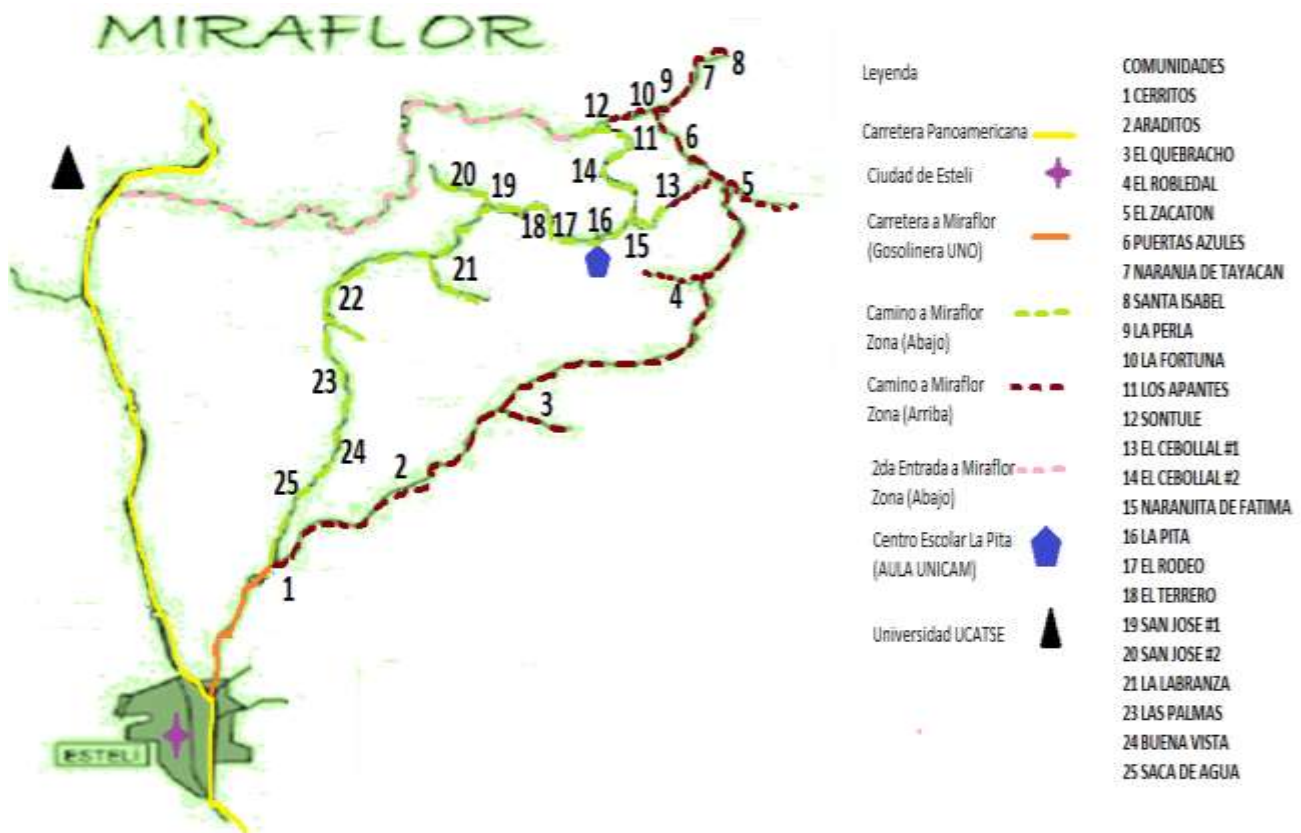 MIRAFLOR
8
9
7
10
12
11
6
14
13
5
20
19
18
17
16
15
21
4
22
23
3
24
2
25
1
ESTELI
Leyenda
Carretera Panoamericana
Ciudad de Esteli
Carretera a Miraflor
(Gosolinera UNO)
Camino a Miraflor
Zona (Abajo)
Camino a Miraflor
Zona (Arriba)
2da Entrada a Miraflor
Zona (Abajo)
Centro Escolar La Pita
(AULA UNICAM)
Universidad UCATSE
COMUNIDADES
1 CERRITOS
2 ARADITOS
3 EL QUEBRACHO
4 EL ROBLEDAL
5 EL ZACATON
6 PUERTAS AZULES
7 NARANJA DE TAYACAN
8 SANTA ISABEL
9 LA PERLA
10 LA FORTUNA
11 LOS APANTES
12 SONTULE
13 EL CEBOLLAL #1
14 EL CEBOLLAL #2
15 NARANJITA DE FATIMA
16 LA PITA
17 EL RODEO
18 EL TERRERO
19 SAN JOSE #1
20 SAN JOSE #2
21 LA LABRANZA
23 LAS PALMAS
24 BUENA VISTA
25 SACA DE AGUA